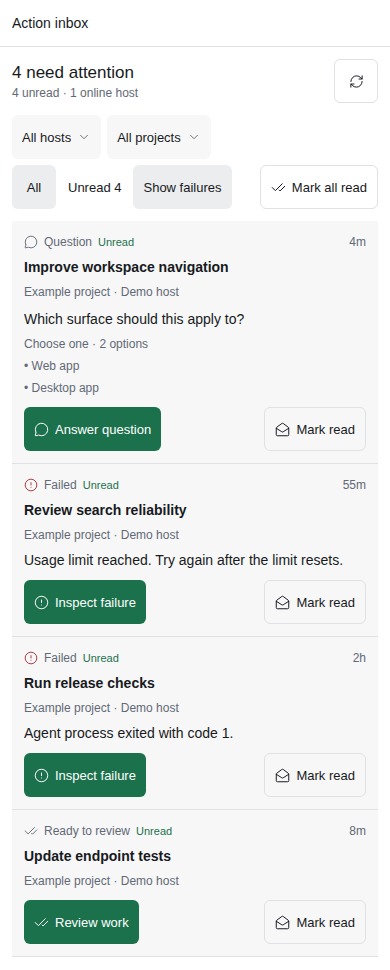 Action inbox
4 need attention
4 unread · 1 online host
All hosts
All projects
All
Unread 4
Show failures
Mark all read
Question Unread 4m
Improve workspace navigation
Example project · Demo host
Which surface should this apply to?
Choose one · 2 options
• Web app
• Desktop app
Answer question
Mark read
Failed Unread 55m
Review search reliability
Example project · Demo host
Usage limit reached. Try again after the limit resets.
Inspect failure
Mark read
Failed Unread 2h
Run release checks
Example project · Demo host
Agent process exited with code 1.
Inspect failure
Mark read
Ready to review Unread 8m
Update endpoint tests
Example project · Demo host
Review work
Mark read